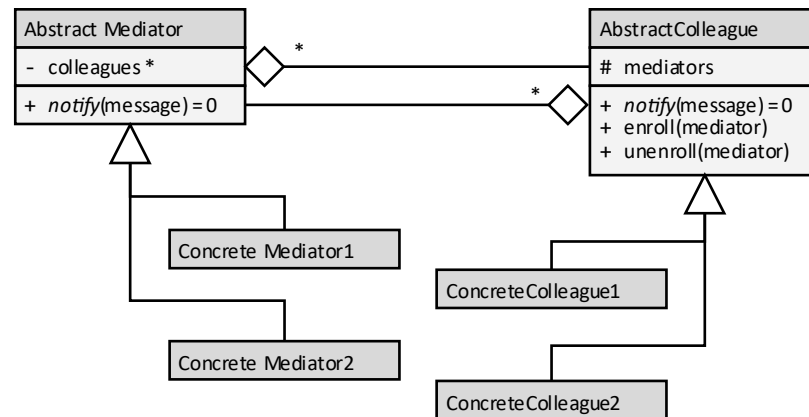 Abstract Mediator
- colleagues *
+ notify(message) = 0
*
*
AbstractColleague
# mediators
+ notify(message) = 0
+ enroll(mediator)
+ unenroll(mediator)
Concrete Mediator1
Concrete Mediator2
ConcreteColleague1
ConcreteColleague2